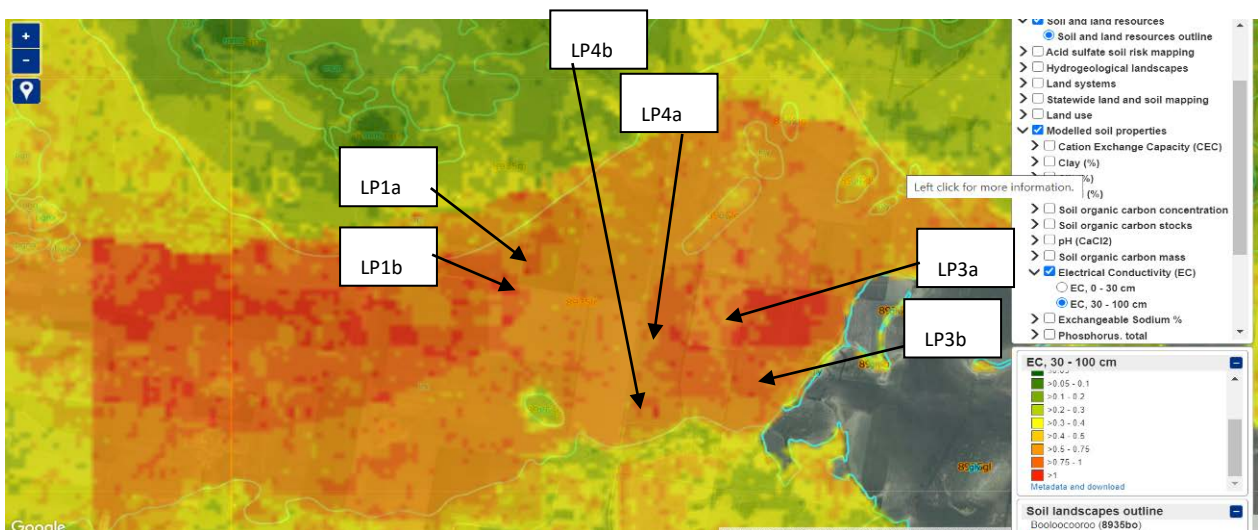 +
−
LP4b
LP4a
LP1a
LP1b
LP3a
LP3b
Google
Soil and land resources
Soil and land resources outline
Acid sulfate soil risk mapping
Hydrogeological landscapes
Land systems
Statewide land and soil mapping
Land use
Modelled soil properties
Cation Exchange Capacity (CEC)
Clay (%)
Left click for more information.
(%)
Soil organic carbon concentration
Soil organic carbon stocks
pH (CaCl2)
Soil organic carbon mass
Electrical Conductivity (EC)
EC, 0 - 30 cm
EC, 30 - 100 cm
Exchangeable Sodium %
Phosphorus, total
EC, 30 - 100 cm
>0.05 - 0.1
>0.1 - 0.2
>0.2 - 0.3
>0.3 - 0.4
>0.4 - 0.5
>0.5 - 0.75
>0.75 - 1
>1
Metadata and download
Soil landscapes outline
Booloocooroo (8935bo)